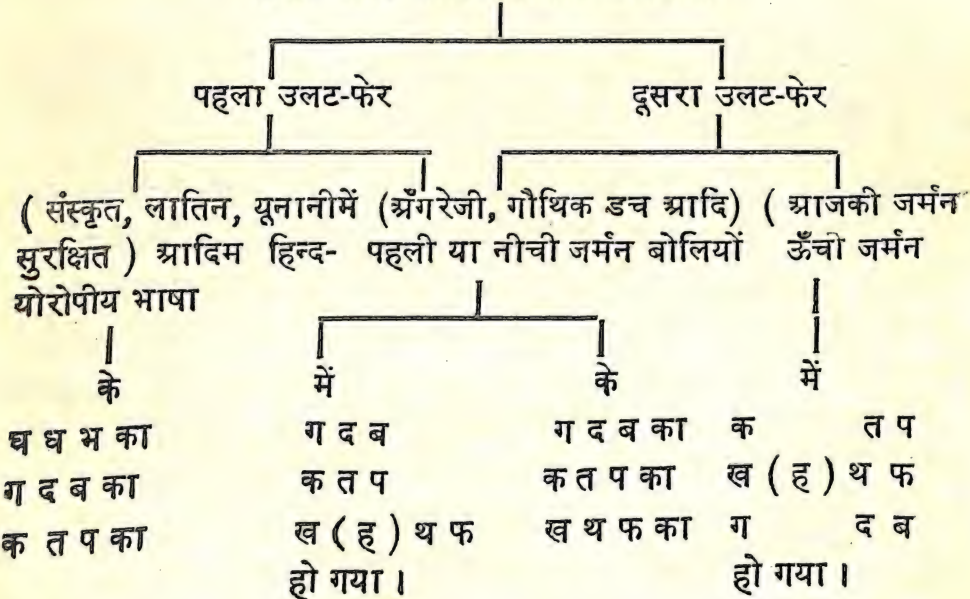 पहला उलट-फेर दूसरा उलट-फेर
( संस्कृत, लातिन, यूनानीमें (अँगरेजी, गौथिक डच आदि) ( आजकी जर्मन
सुरक्षित ) आदिम हिन्द- पहली या नीची जर्मन बोलियों ऊँची जर्मन
योरोपीय भाषा
के में के में
घ ध भ का ग द ब ग द ब का क त प
ग द ब का क त प क त प का ख ( ह ) थ फ
क त प का ख ( ह ) थ फ ख थ फ का ग द ब
हो गया । हो गया ।